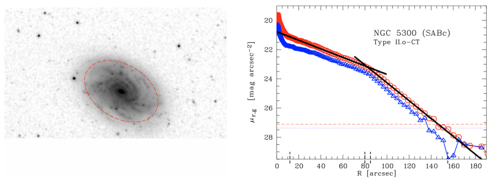 NGC 5300 (SABc)
Type II.o-CT
μr,g [mag arcsec-2]
20
22
24
26
28
0 20 40 60 80 100 120 140 160 180
R [arcsec]